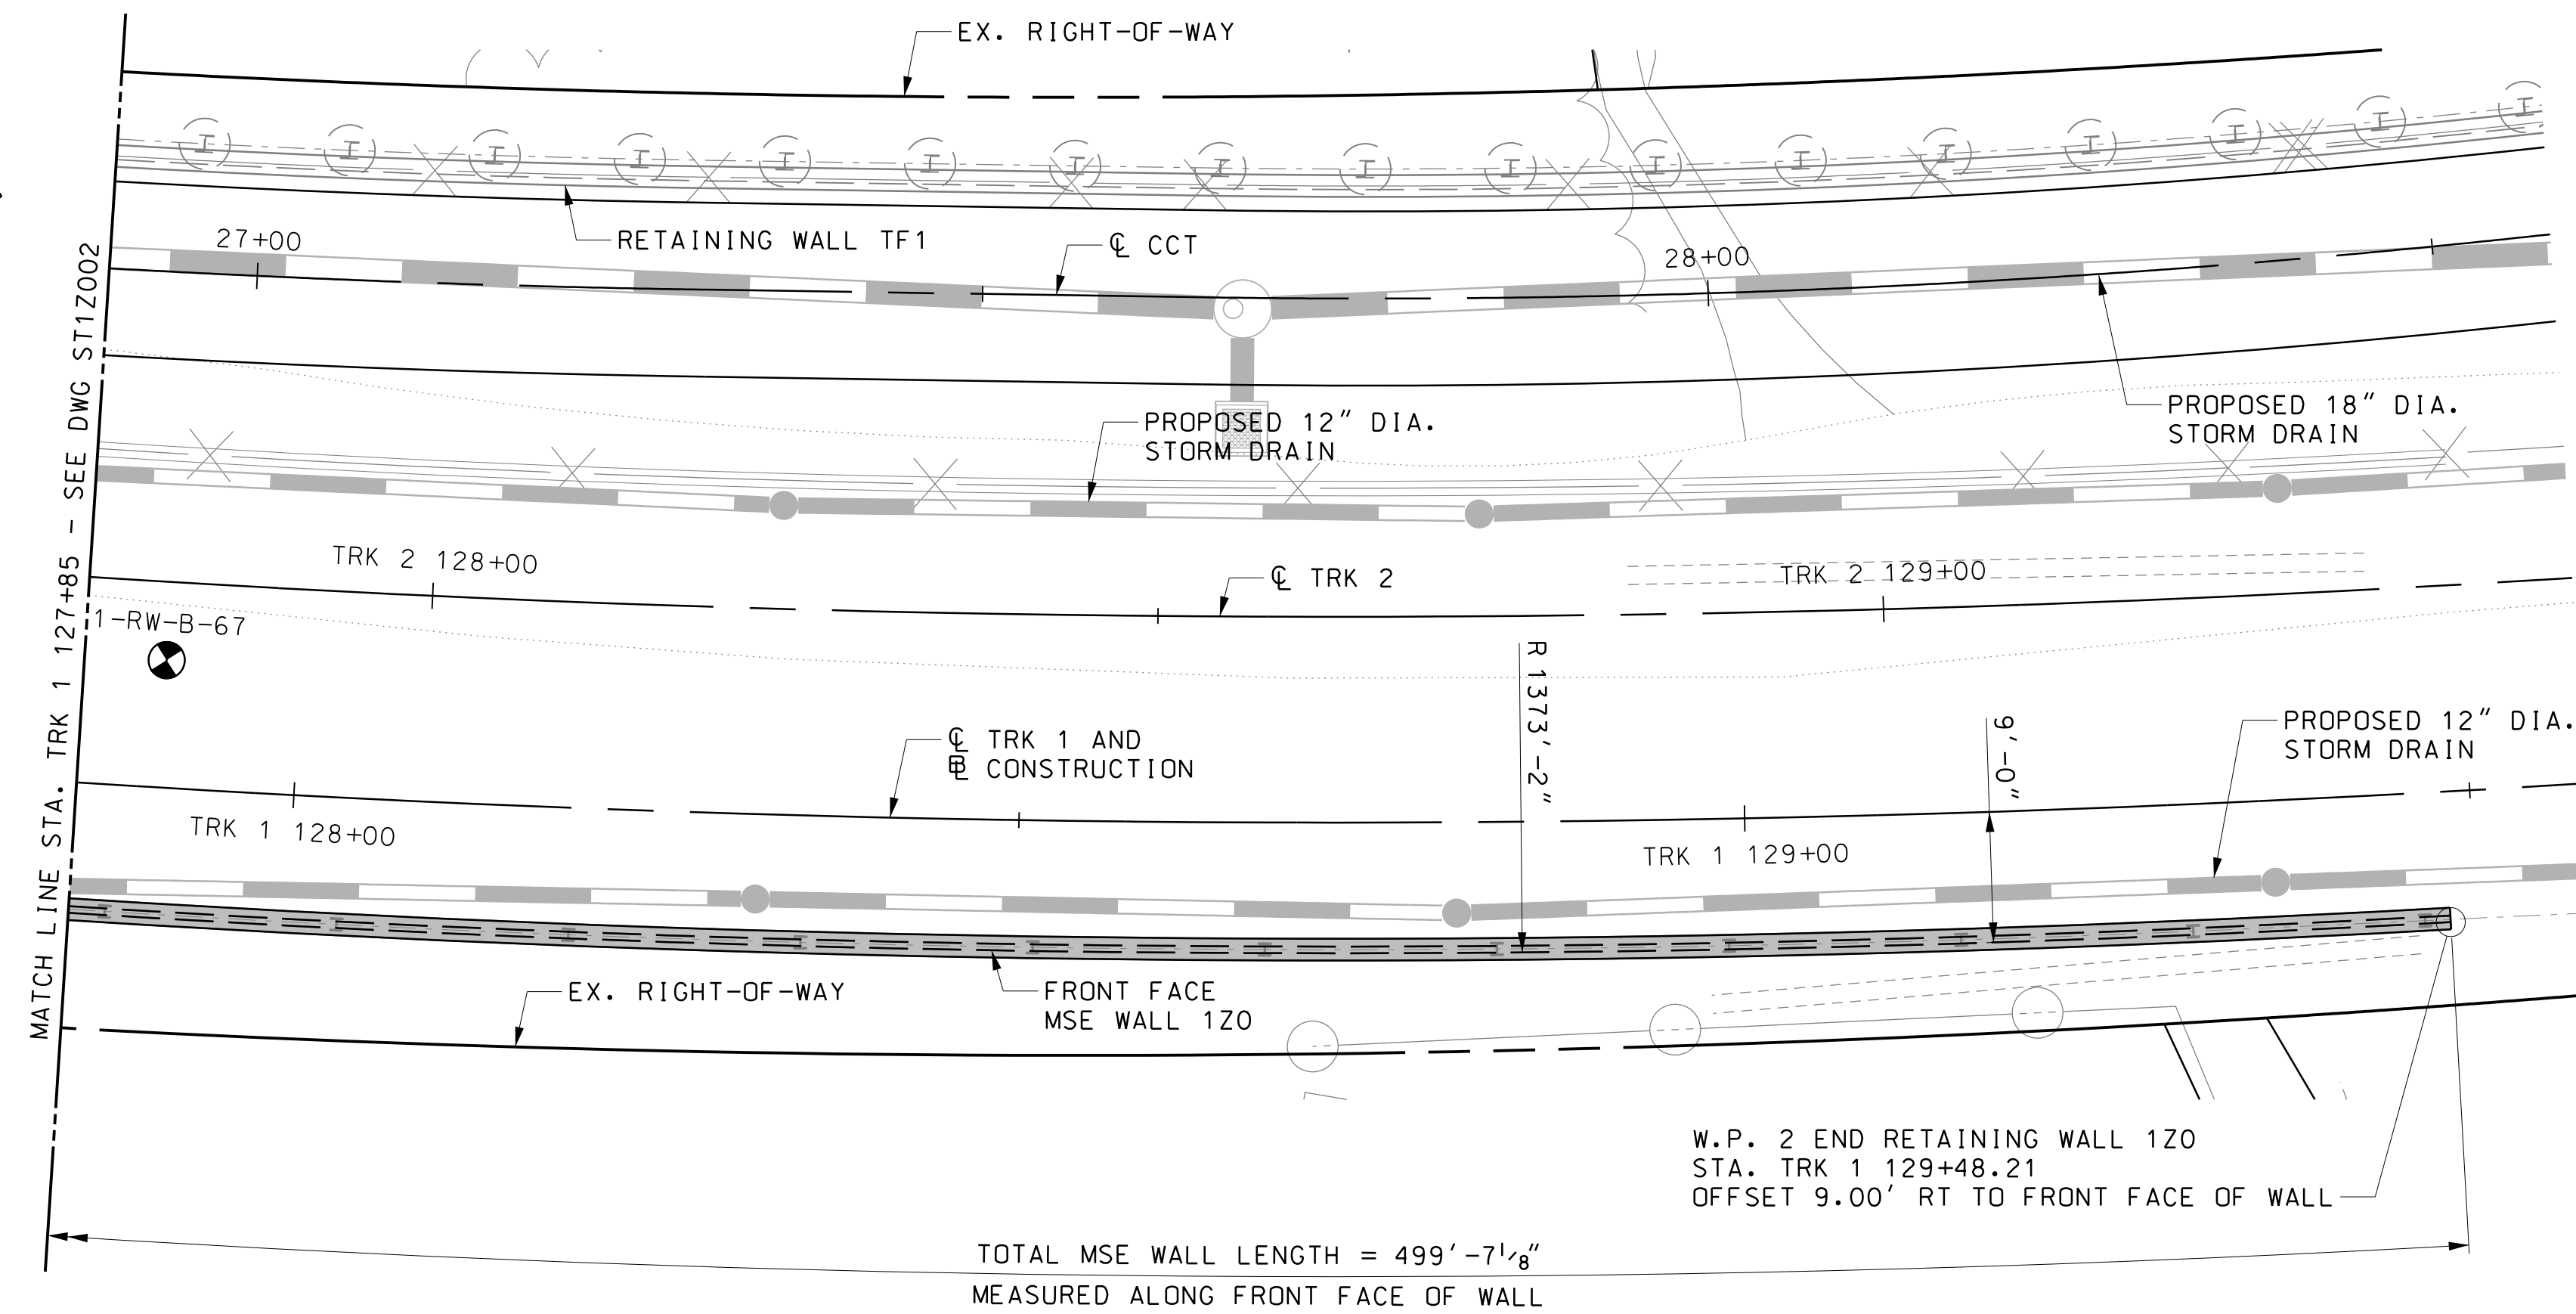 EX. RIGHT-OF-WAY
27+00
RETAINING WALL TF1
℄ CCT
28+00
PROPOSED 12" DIA.
STORM DRAIN
PROPOSED 18" DIA.
STORM DRAIN
MATCH LINE STA. TRK 1 127+85 - SEE DWG ST1Z002
TRK 2 128+00
℄ TRK 2
TRK 2 129+00
1-RW-B-67
R 1373'-2"
9'-0"
℄ TRK 1 AND
BL CONSTRUCTION
PROPOSED 12" DIA.
STORM DRAIN
TRK 1 128+00
TRK 1 129+00
EX. RIGHT-OF-WAY
FRONT FACE
MSE WALL 1ZO
W.P. 2 END RETAINING WALL 1ZO
STA. TRK 1 129+48.21
OFFSET 9.00' RT TO FRONT FACE OF WALL
TOTAL MSE WALL LENGTH = 499'-7 1/8"
MEASURED ALONG FRONT FACE OF WALL